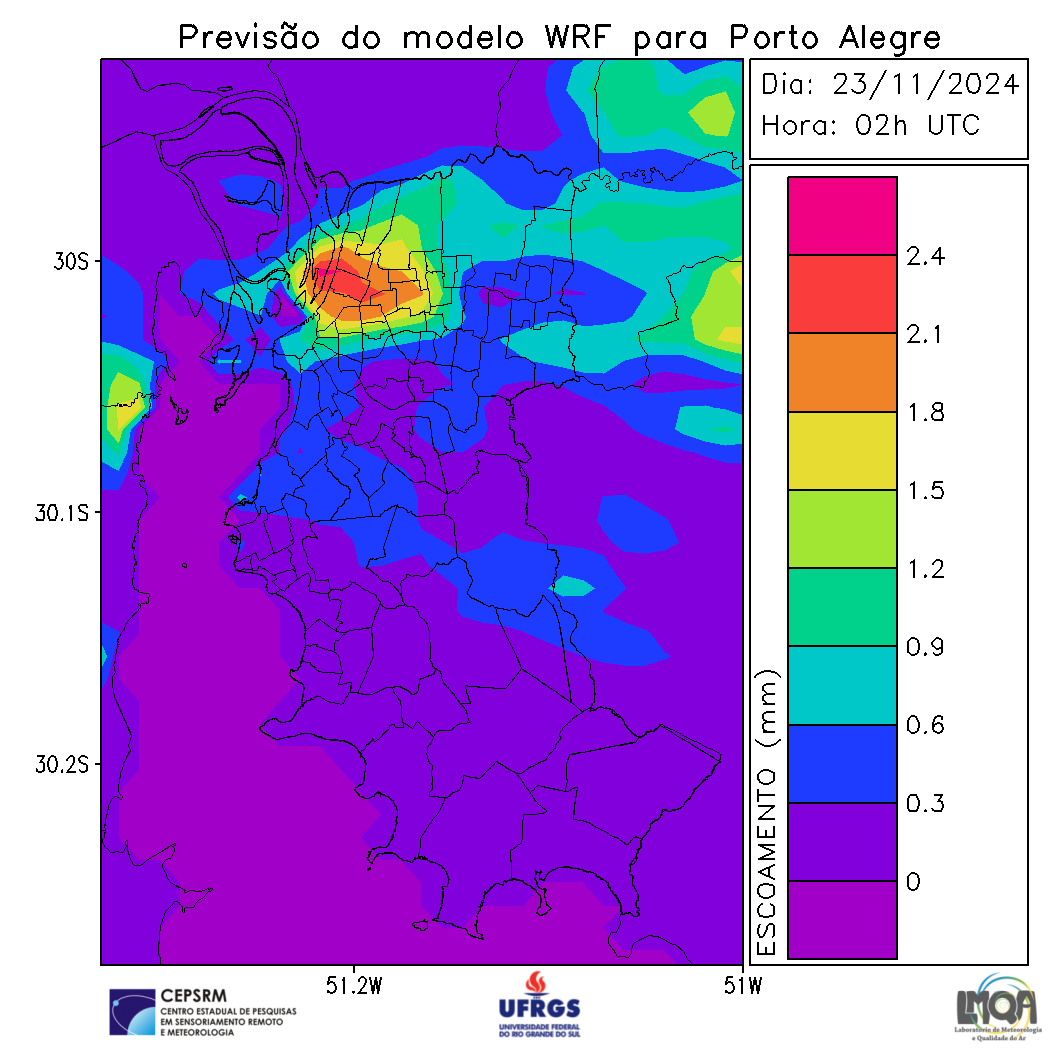 Previsão do modelo WRF para Porto Alegre
Dia: 23/11/2024
Hora: 02h UTC
30S
30.1S
30.2S
51.2W
51W
ESCOAMENTO (mm)
2.4
2.1
1.8
1.5
1.2
0.9
0.6
0.3
0
CEPSRM
CENTRO ESTADUAL DE PESQUISAS
EM SENSORIAMENTO REMOTO
E METEOROLOGIA
UFRGS
UNIVERSIDADE FEDERAL
DO RIO GRANDE DO SUL
LMQA
Laboratório de Meteorologia
e Qualidade do Ar